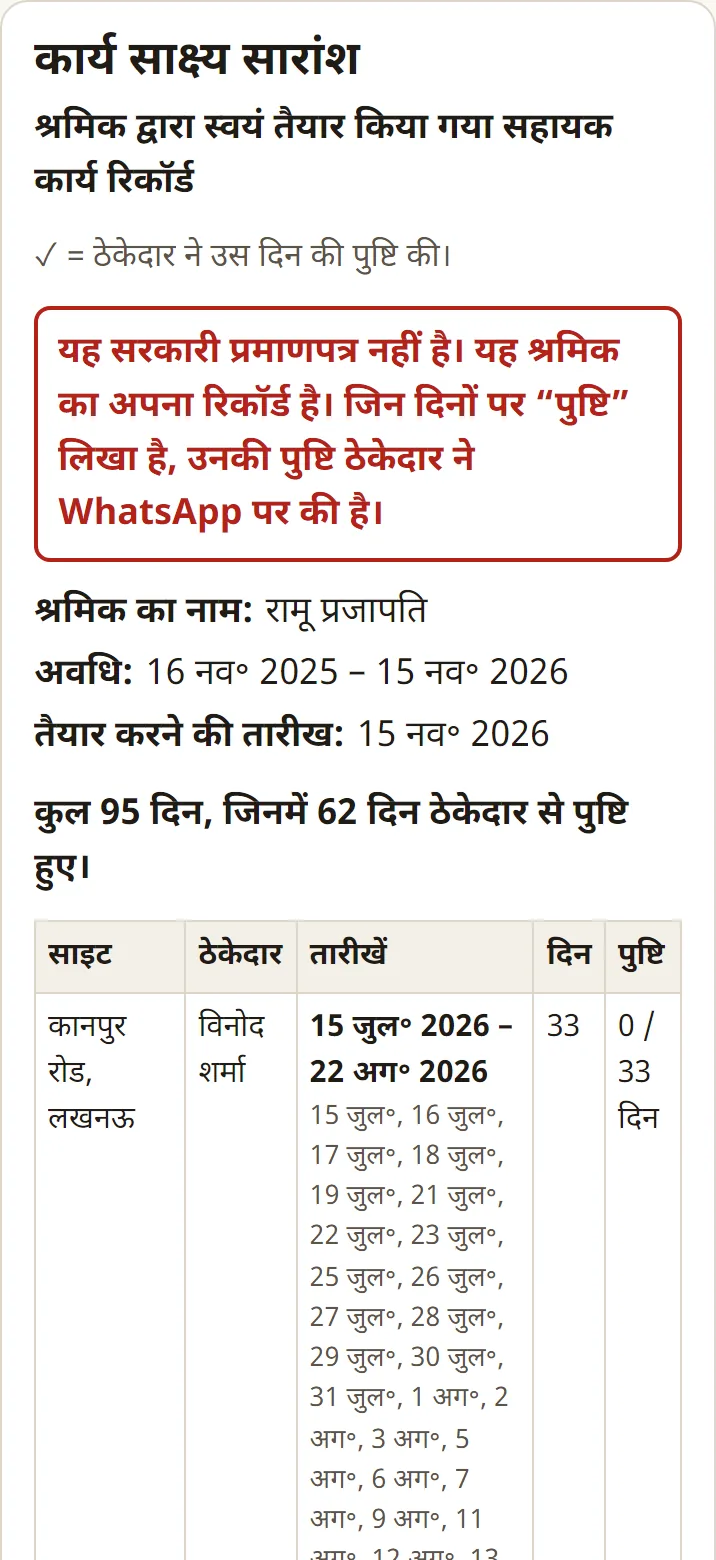 कार्य साक्ष्य सारांश
श्रमिक द्वारा स्वयं तैयार किया गया सहायक
कार्य रिकॉर्ड
✓ = ठेकेदार ने उस दिन की पुष्टि की।
यह सरकारी प्रमाणपत्र नहीं है। यह श्रमिक
का अपना रिकॉर्ड है। जिन दिनों पर “पुष्टि”
लिखा है, उनकी पुष्टि ठेकेदार ने
WhatsApp पर की है।
श्रमिक का नाम: रामू प्रजापति
अवधि: 16 नव॰ 2025 – 15 नव॰ 2026
तैयार करने की तारीख: 15 नव॰ 2026
कुल 95 दिन, जिनमें 62 दिन ठेकेदार से पुष्टि
हुए।
साइट ठेकेदार तारीखें दिन पुष्टि
कानपुर विनोद 15 जुल॰ 2026 – 33 0 /
रोड, शर्मा 22 अग॰ 2026 33
लखनऊ 15 जुल॰, 16 जुल॰, दिन
17 जुल॰, 18 जुल॰,
19 जुल॰, 21 जुल॰,
22 जुल॰, 23 जुल॰,
25 जुल॰, 26 जुल॰,
27 जुल॰, 28 जुल॰,
29 जुल॰, 30 जुल॰,
31 जुल॰, 1 अग॰, 2
अग॰, 3 अग॰, 5
अग॰, 6 अग॰, 7
अग॰, 9 अग॰, 11
अग॰, 12 अग॰, 13